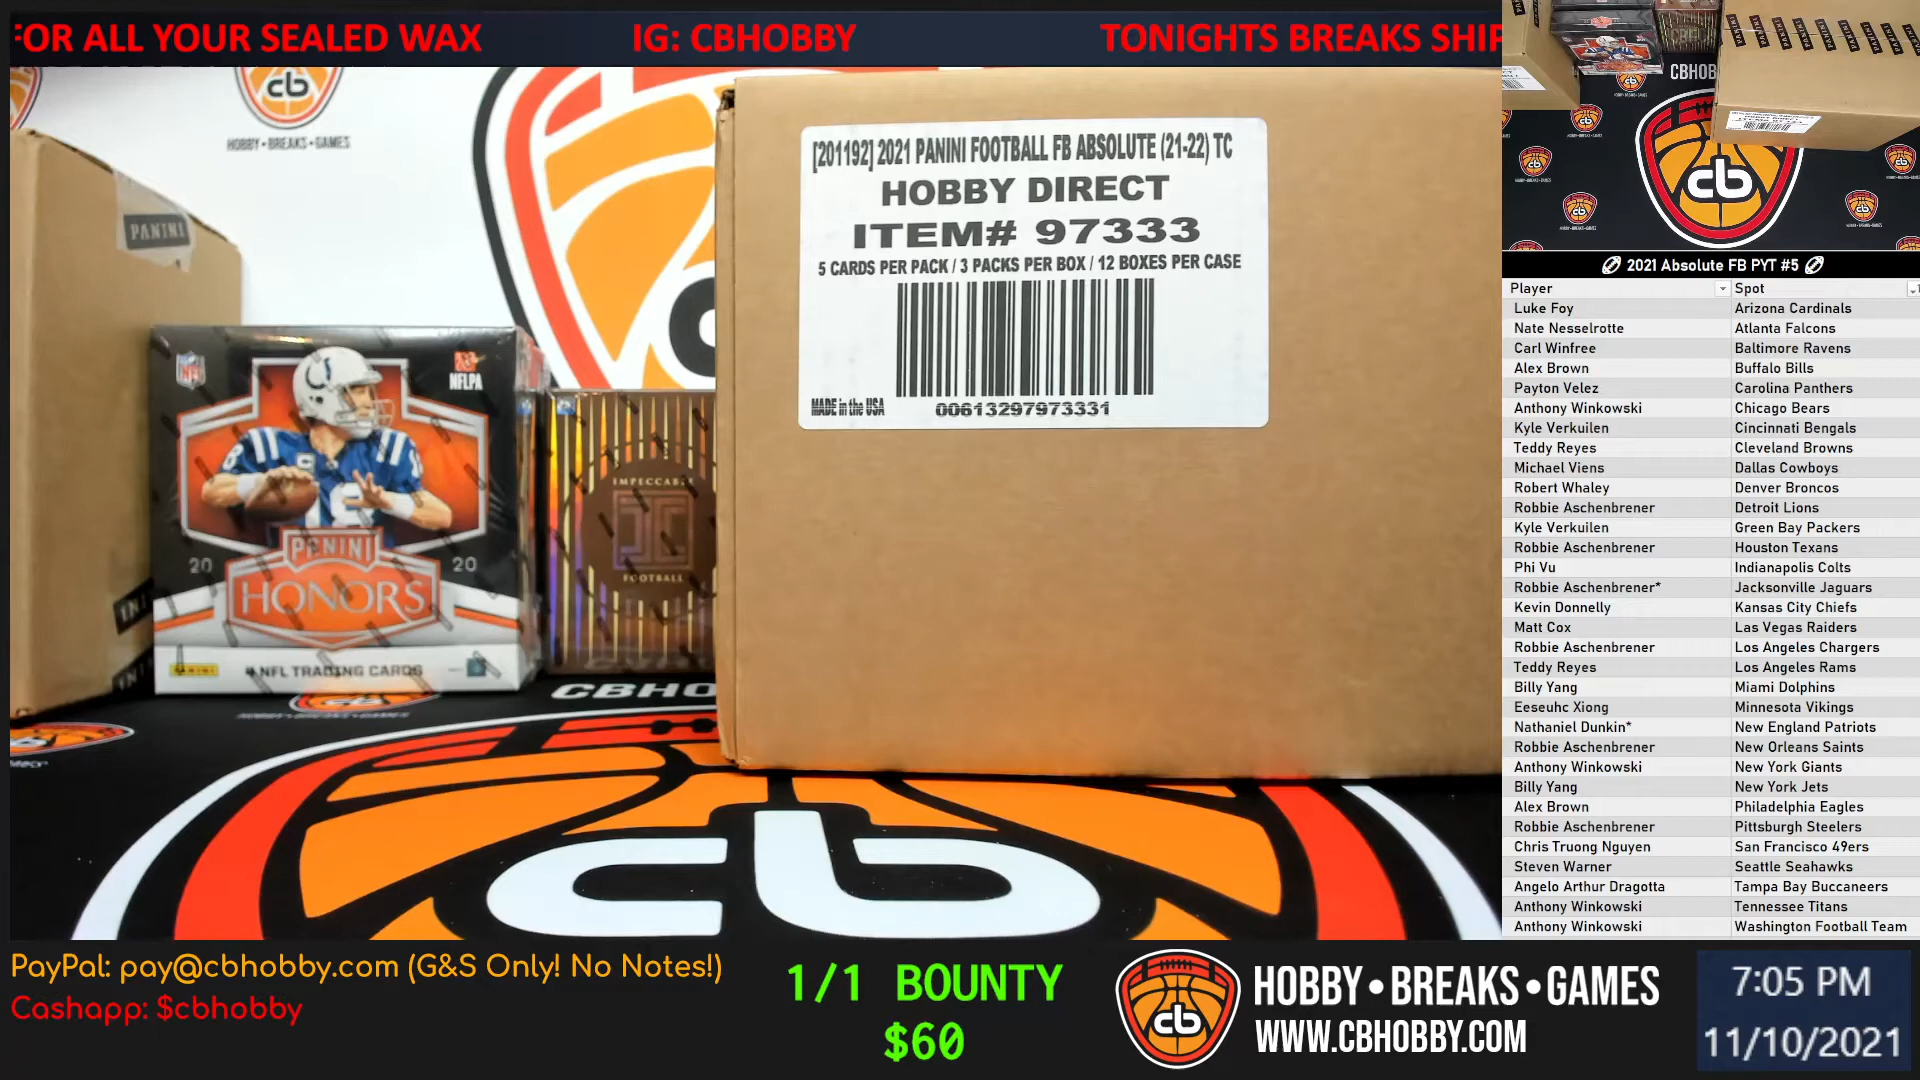 FOR ALL YOUR SEALED WAX
IG: CBHOBBY
TONIGHTS BREAKS SHIP
cb
HOBBY•BREAKS•GAMES
PANINI
[201192] 2021 PANINI FOOTBALL FB ABSOLUTE (21-22) TC
HOBBY DIRECT
ITEM# 97333
5 CARDS PER PACK / 3 PACKS PER BOX / 12 BOXES PER CASE
MADE in the USA
00613297973331
NFL
NFLPA
18
PANINI
20 20
HONORS
PANINI
NFL TRADING CARDS
IMPECCABLE
FOOTBALL
CBHO
cb
CBHOB
cb
2021 Absolute FB PYT #5
Player Spot
Luke Foy Arizona Cardinals
Nate Nesselrotte Atlanta Falcons
Carl Winfree Baltimore Ravens
Alex Brown Buffalo Bills
Payton Velez Carolina Panthers
Anthony Winkowski Chicago Bears
Kyle Verkuilen Cincinnati Bengals
Teddy Reyes Cleveland Browns
Michael Viens Dallas Cowboys
Robert Whaley Denver Broncos
Robbie Aschenbrener Detroit Lions
Kyle Verkuilen Green Bay Packers
Robbie Aschenbrener Houston Texans
Phi Vu Indianapolis Colts
Robbie Aschenbrener* Jacksonville Jaguars
Kevin Donnelly Kansas City Chiefs
Matt Cox Las Vegas Raiders
Robbie Aschenbrener Los Angeles Chargers
Teddy Reyes Los Angeles Rams
Billy Yang Miami Dolphins
Eeseuhc Xiong Minnesota Vikings
Nathaniel Dunkin* New England Patriots
Robbie Aschenbrener New Orleans Saints
Anthony Winkowski New York Giants
Billy Yang New York Jets
Alex Brown Philadelphia Eagles
Robbie Aschenbrener Pittsburgh Steelers
Chris Truong Nguyen San Francisco 49ers
Steven Warner Seattle Seahawks
Angelo Arthur Dragotta Tampa Bay Buccaneers
Anthony Winkowski Tennessee Titans
Anthony Winkowski Washington Football Team
PayPal: pay@cbhobby.com (G&S Only! No Notes!)
Cashapp: $cbhobby
1/1 BOUNTY
$60
cb
HOBBY•BREAKS•GAMES
WWW.CBHOBBY.COM
7:05 PM
11/10/2021